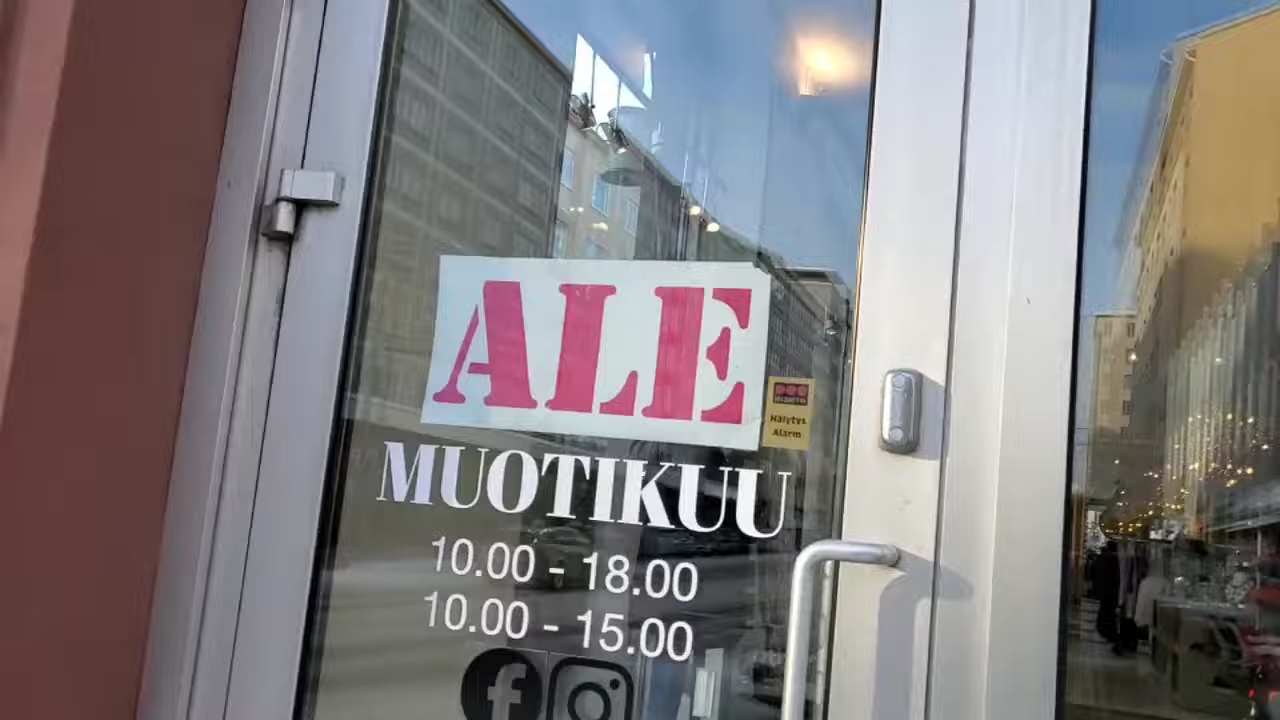 ALE
Hälytys
Alarm
MUOTIKUU
10.00 - 18.00
10.00 - 15.00